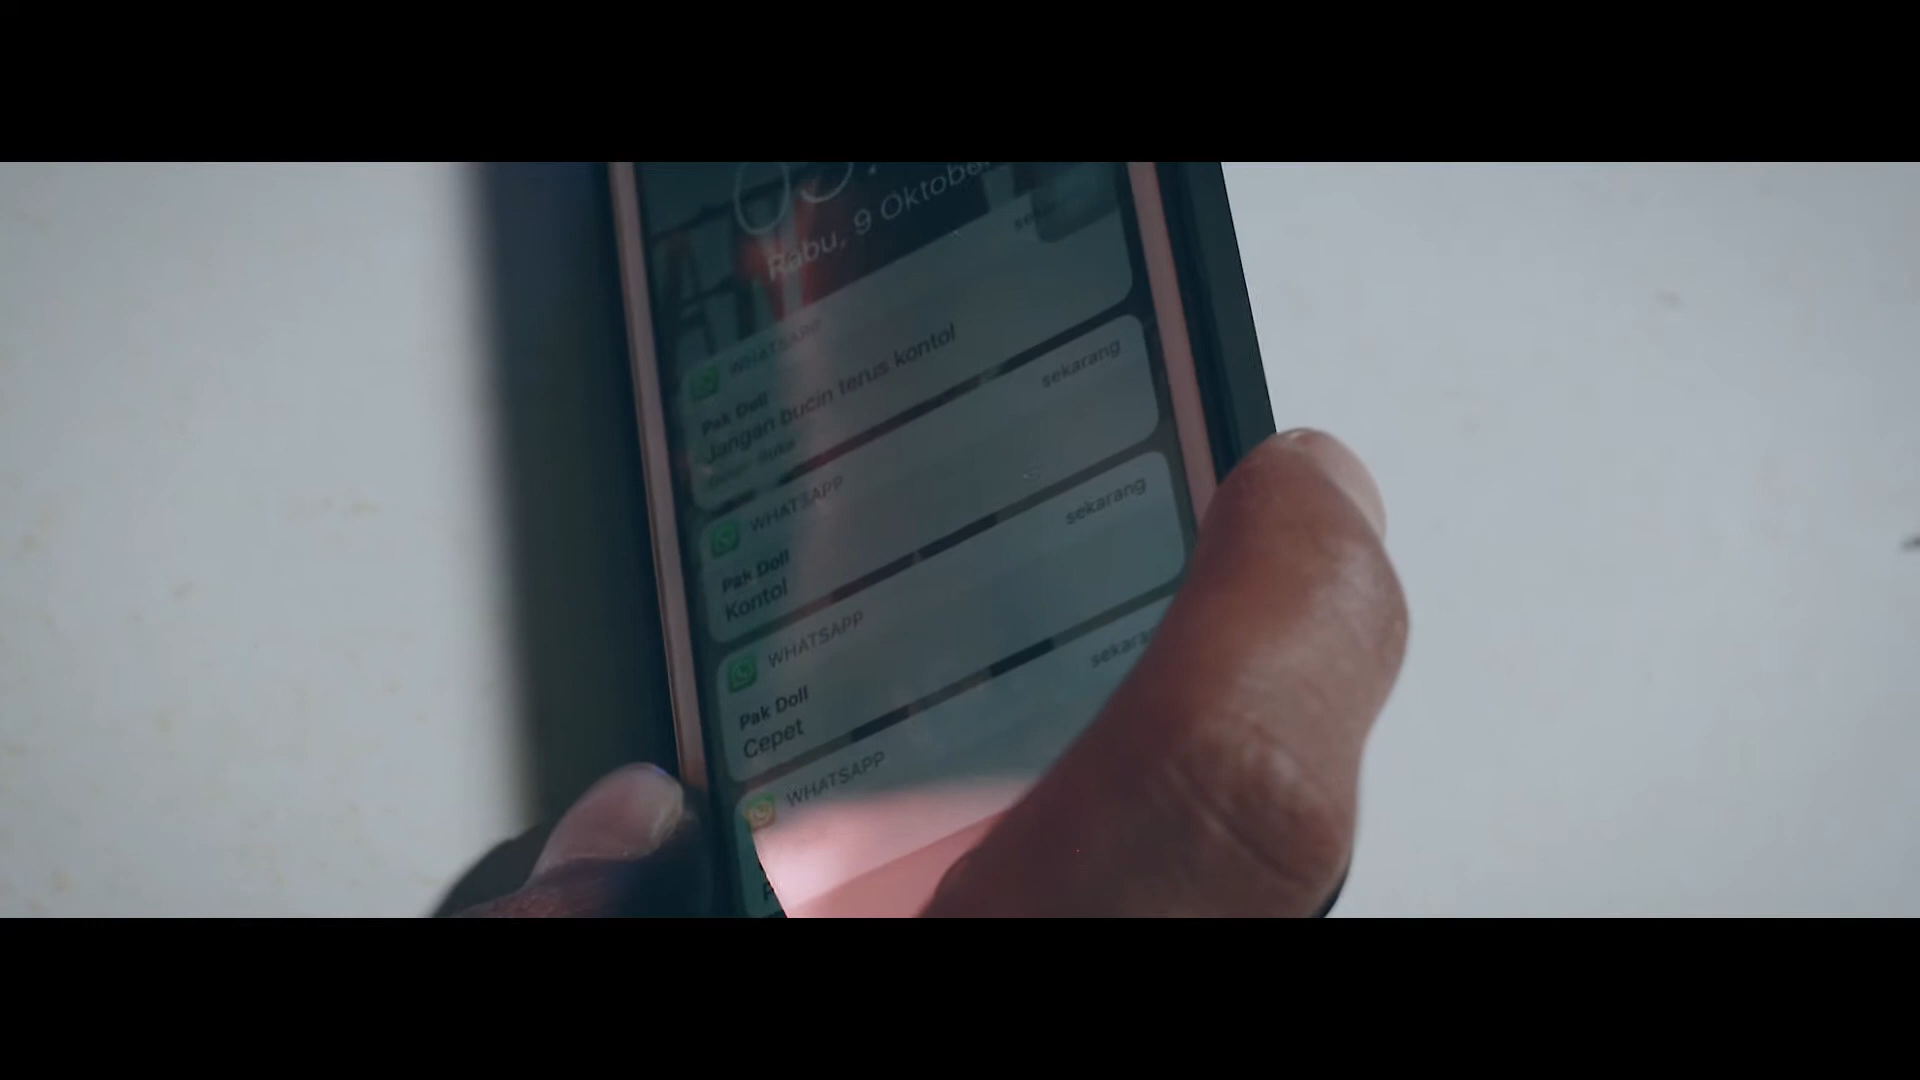 Rabu, 9 Oktober
WHATSAPP
Pak Doll
Jangan bucin terus kontol
sekarang
WHATSAPP
Pak Doll
Kontol
sekarang
WHATSAPP
Pak Doll
Cepet
WHATSAPP